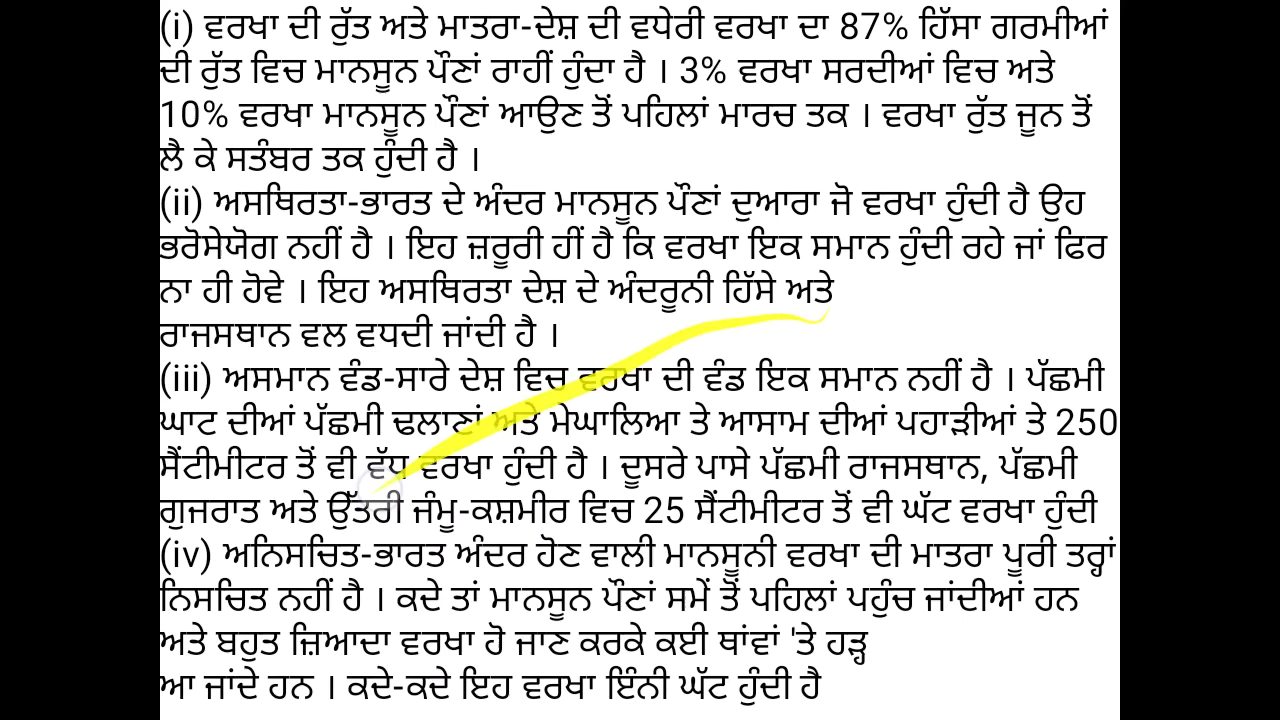 (i) ਵਰਖਾ ਦੀ ਰੁੱਤ ਅਤੇ ਮਾਤਰਾ-ਦੇਸ਼ ਦੀ ਵਧੇਰੀ ਵਰਖਾ ਦਾ 87% ਹਿੱਸਾ ਗਰਮੀਆਂ
ਦੀ ਰੁੱਤ ਵਿਚ ਮਾਨਸੂਨ ਪੌਣਾਂ ਰਾਹੀਂ ਹੁੰਦਾ ਹੈ । 3% ਵਰਖਾ ਸਰਦੀਆਂ ਵਿਚ ਅਤੇ
10% ਵਰਖਾ ਮਾਨਸੂਨ ਪੌਣਾਂ ਆਉਣ ਤੋਂ ਪਹਿਲਾਂ ਮਾਰਚ ਤਕ । ਵਰਖਾ ਰੁੱਤ ਜੂਨ ਤੋਂ
ਲੈ ਕੇ ਸਤੰਬਰ ਤਕ ਹੁੰਦੀ ਹੈ ।
(ii) ਅਸਥਿਰਤਾ-ਭਾਰਤ ਦੇ ਅੰਦਰ ਮਾਨਸੂਨ ਪੌਣਾਂ ਦੁਆਰਾ ਜੋ ਵਰਖਾ ਹੁੰਦੀ ਹੈ ਉਹ
ਭਰੋਸੇਯੋਗ ਨਹੀਂ ਹੈ । ਇਹ ਜ਼ਰੂਰੀ ਹੀਂ ਹੈ ਕਿ ਵਰਖਾ ਇਕ ਸਮਾਨ ਹੁੰਦੀ ਰਹੇ ਜਾਂ ਫਿਰ
ਨਾ ਹੀ ਹੋਵੇ । ਇਹ ਅਸਥਿਰਤਾ ਦੇਸ਼ ਦੇ ਅੰਦਰੂਨੀ ਹਿੱਸੇ ਅਤੇ
ਰਾਜਸਥਾਨ ਵਲ ਵਧਦੀ ਜਾਂਦੀ ਹੈ ।
(iii) ਅਸਮਾਨ ਵੰਡ-ਸਾਰੇ ਦੇਸ਼ ਵਿਚ ਵਰਖਾ ਦੀ ਵੰਡ ਇਕ ਸਮਾਨ ਨਹੀਂ ਹੈ । ਪੱਛਮੀ
ਘਾਟ ਦੀਆਂ ਪੱਛਮੀ ਢਲਾਣਾਂ ਅਤੇ ਮੇਘਾਲਿਆ ਤੇ ਆਸਾਮ ਦੀਆਂ ਪਹਾੜੀਆਂ ਤੇ 250
ਸੈਂਟੀਮੀਟਰ ਤੋਂ ਵੀ ਵੱਧ ਵਰਖਾ ਹੁੰਦੀ ਹੈ । ਦੂਸਰੇ ਪਾਸੇ ਪੱਛਮੀ ਰਾਜਸਥਾਨ, ਪੱਛਮੀ
ਗੁਜਰਾਤ ਅਤੇ ਉੱਤਰੀ ਜੰਮੂ-ਕਸ਼ਮੀਰ ਵਿਚ 25 ਸੈਂਟੀਮੀਟਰ ਤੋਂ ਵੀ ਘੱਟ ਵਰਖਾ ਹੁੰਦੀ
(iv) ਅਨਿਸਚਿਤ-ਭਾਰਤ ਅੰਦਰ ਹੋਣ ਵਾਲੀ ਮਾਨਸੂਨੀ ਵਰਖਾ ਦੀ ਮਾਤਰਾ ਪੂਰੀ ਤਰ੍ਹਾਂ
ਨਿਸਚਿਤ ਨਹੀਂ ਹੈ । ਕਦੇ ਤਾਂ ਮਾਨਸੂਨ ਪੌਣਾਂ ਸਮੇਂ ਤੋਂ ਪਹਿਲਾਂ ਪਹੁੰਚ ਜਾਂਦੀਆਂ ਹਨ
ਅਤੇ ਬਹੁਤ ਜ਼ਿਆਦਾ ਵਰਖਾ ਹੋ ਜਾਣ ਕਰਕੇ ਕਈ ਥਾਂਵਾਂ 'ਤੇ ਹੜ੍ਹ
ਆ ਜਾਂਦੇ ਹਨ । ਕਦੇ-ਕਦੇ ਇਹ ਵਰਖਾ ਇੰਨੀ ਘੱਟ ਹੁੰਦੀ ਹੈ